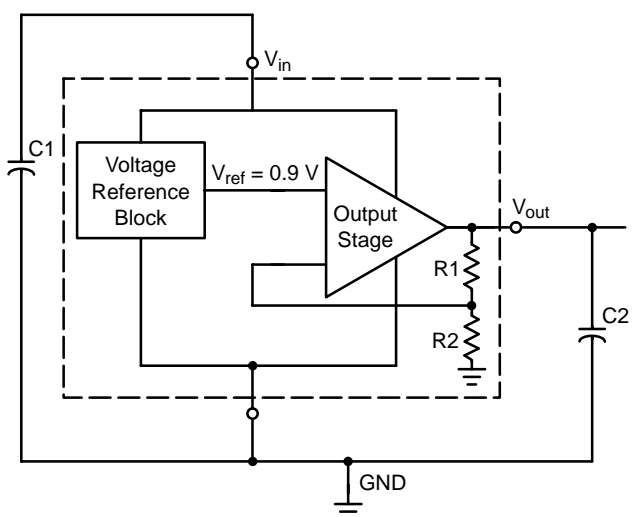 V_in
C1
Voltage
Reference
Block
V_ref = 0.9 V
Output
Stage
V_out
R1
R2
C2
GND